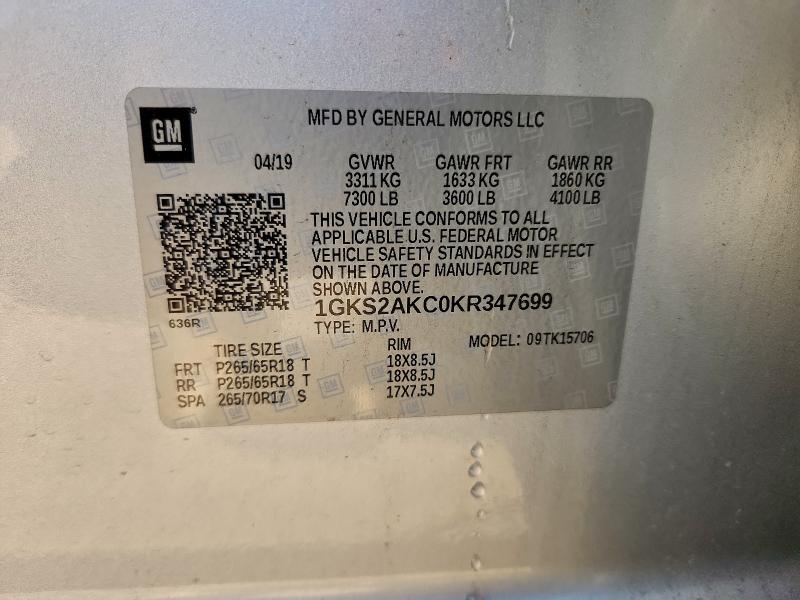 GM
MFD BY GENERAL MOTORS LLC
04/19 GVWR GAWR FRT GAWR RR
3311 KG 1633 KG 1860 KG
7300 LB 3600 LB 4100 LB
THIS VEHICLE CONFORMS TO ALL
APPLICABLE U.S. FEDERAL MOTOR
VEHICLE SAFETY STANDARDS IN EFFECT
ON THE DATE OF MANUFACTURE
SHOWN ABOVE.
1GKS2AKC0KR347699
636R
TYPE: M.P.V. MODEL: 09TK15706
TIRE SIZE RIM
FRT P265/65R18 T 18X8.5J
RR P265/65R18 T 18X8.5J
SPA 265/70R17 S 17X7.5J